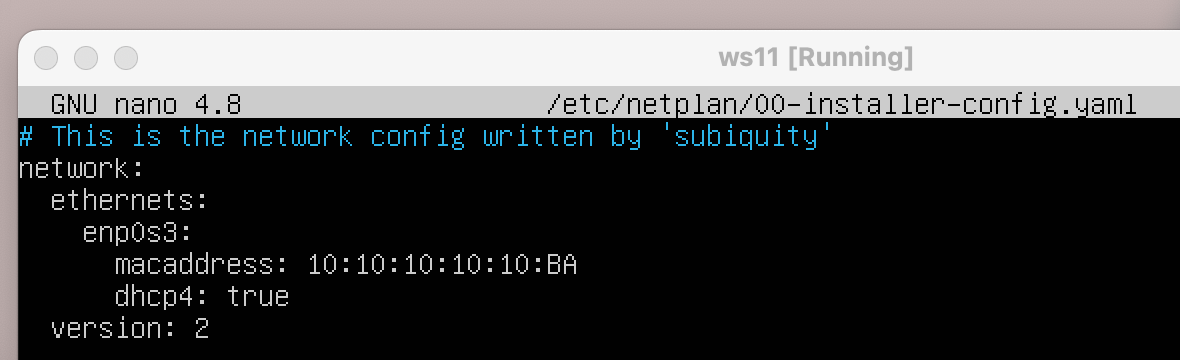 ws11 [Running]
GNU nano 4.8 /etc/netplan/00-installer-config.yaml
# This is the network config written by 'subiquity'
network:
  ethernets:
    enp0s3:
      macaddress: 10:10:10:10:10:BA
      dhcp4: true
  version: 2